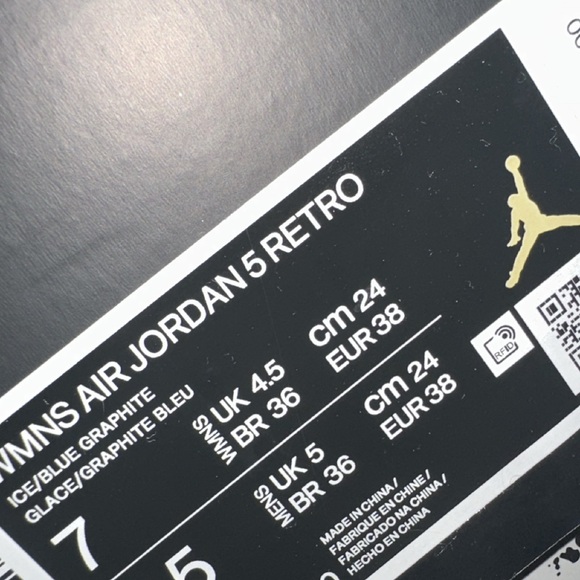 WMNS AIR JORDAN 5 RETRO
ICE/BLUE GRAPHITE
GLACE/GRAPHITE BLEU
7
WMNS
UK 4.5
BR 36
cm 24
EUR 38
5
MENS
UK 5
BR 36
cm 24
EUR 38
MADE IN CHINA /
FABRIQUE EN CHINE /
FABRICADO NA CHINA /
HECHO EN CHINA
RFID